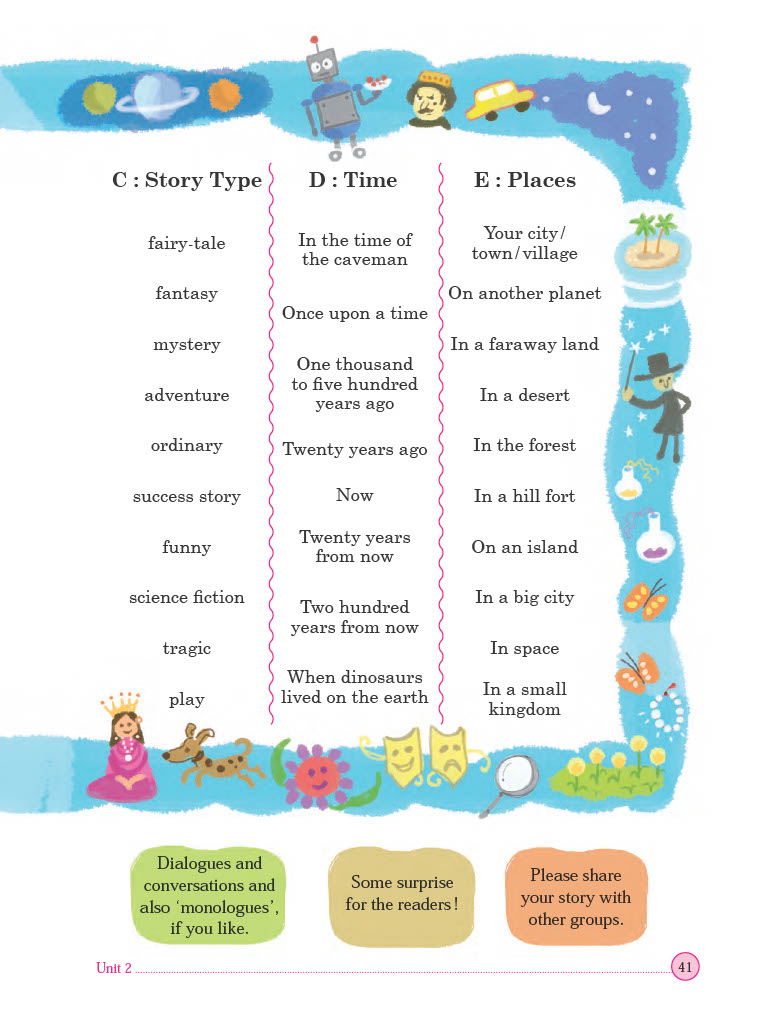 C : Story Type
fairy-tale
fantasy
mystery
adventure
ordinary
success story
funny
science fiction
tragic
play
D : Time
In the time of
the caveman
Once upon a time
One thousand
to five hundred
years ago
Twenty years ago
Now
Twenty years
from now
Two hundred
years from now
When dinosaurs
lived on the earth
E : Places
Your city/
town/village
On another planet
In a faraway land
In a desert
In the forest
In a hill fort
On an island
In a big city
In space
In a small
kingdom
Dialogues and
conversations and
also ‘monologues’,
if you like.
Some surprise
for the readers!
Please share
your story with
other groups.
Unit 2
41